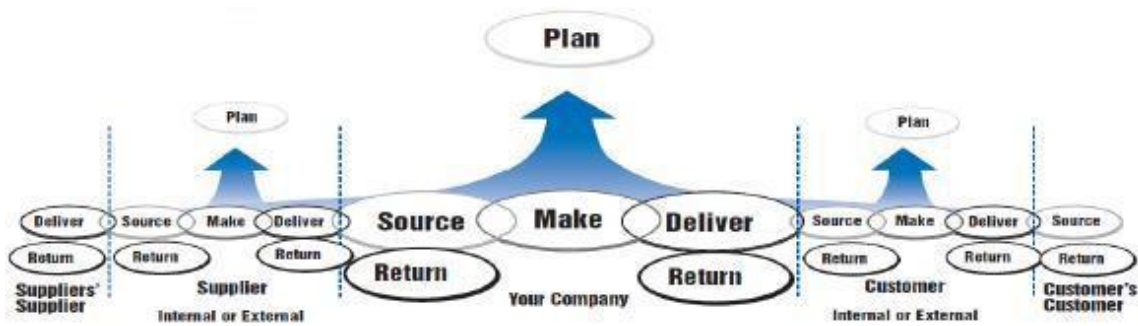 Plan
Plan
Plan
Deliver
Source
Make
Deliver
Source
Make
Deliver
Source
Make
Deliver
Source
Return
Return
Return
Return
Return
Return
Return
Return
Suppliers'
Supplier
Supplier
Your Company
Customer
Customer's
Customer
Internal or External
Internal or External